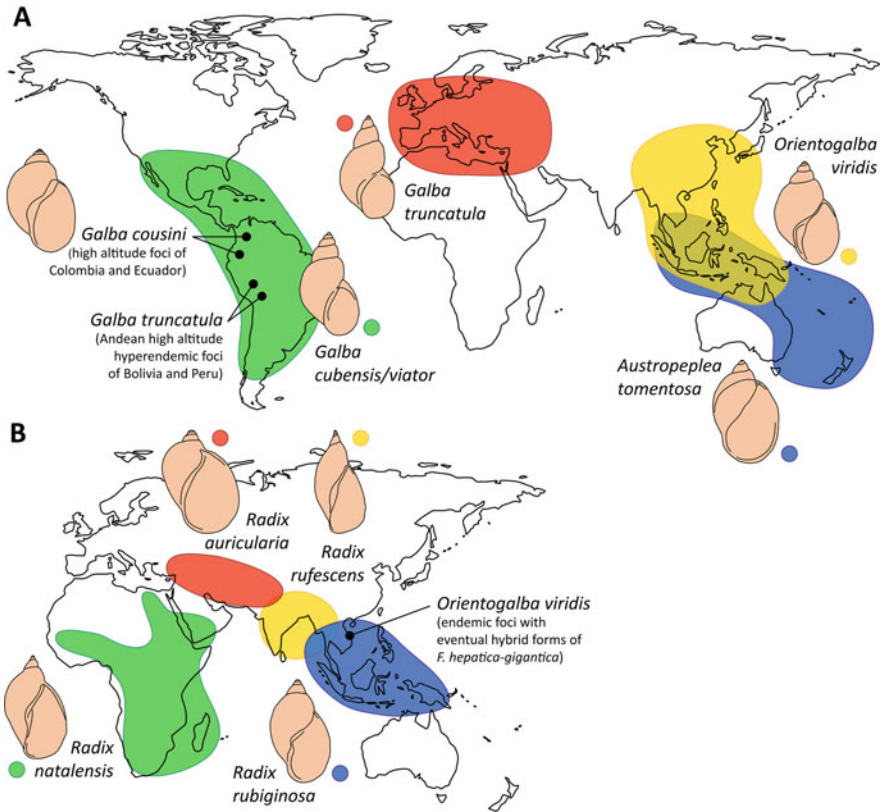 A
Orientogalba
viridis
Galba
truncatula
Galba cousini
(high altitude foci of
Colombia and Ecuador)
Galba truncatula
(Andean high altitude
hyperendemic foci
of Bolivia and Peru)
Galba
cubensis/viator
Austropeplea
tomentosa
B
Radix
auricularia
Radix
rufescens
Orientogalba viridis
(endemic foci with
eventual hybrid forms of
F. hepatica-gigantica)
Radix
natalensis
Radix
rubiginosa